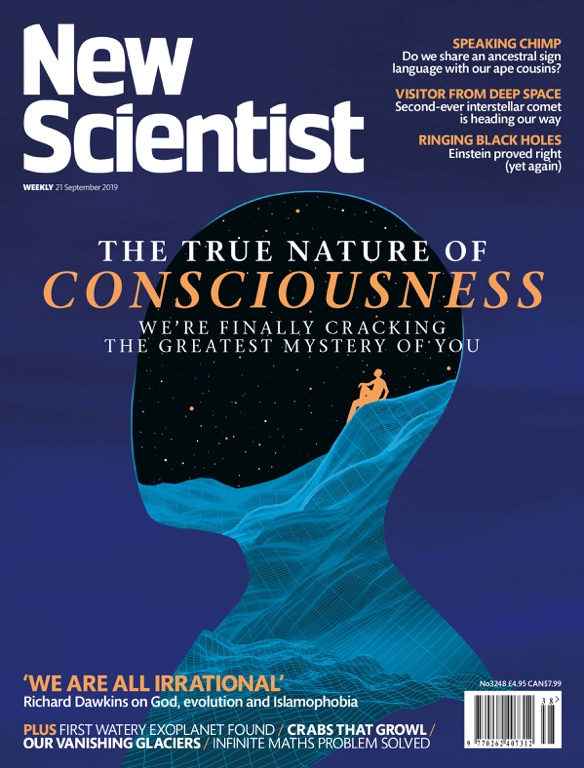 New
Scientist
WEEKLY 21 September 2019
SPEAKING CHIMP
Do we share an ancestral sign
language with our ape cousins?
VISITOR FROM DEEP SPACE
Second-ever interstellar comet
is heading our way
RINGING BLACK HOLES
Einstein proved right
(yet again)
THE TRUE NATURE OF
CONSCIOUSNESS
WE'RE FINALLY CRACKING
THE GREATEST MYSTERY OF YOU
‘WE ARE ALL IRRATIONAL’
Richard Dawkins on God, evolution and Islamophobia
PLUS FIRST WATERY EXOPLANET FOUND / CRABS THAT GROWL /
OUR VANISHING GLACIERS / INFINITE MATHS PROBLEM SOLVED
No3248 £4.95 CAN$7.99
38>
9 770262 407312